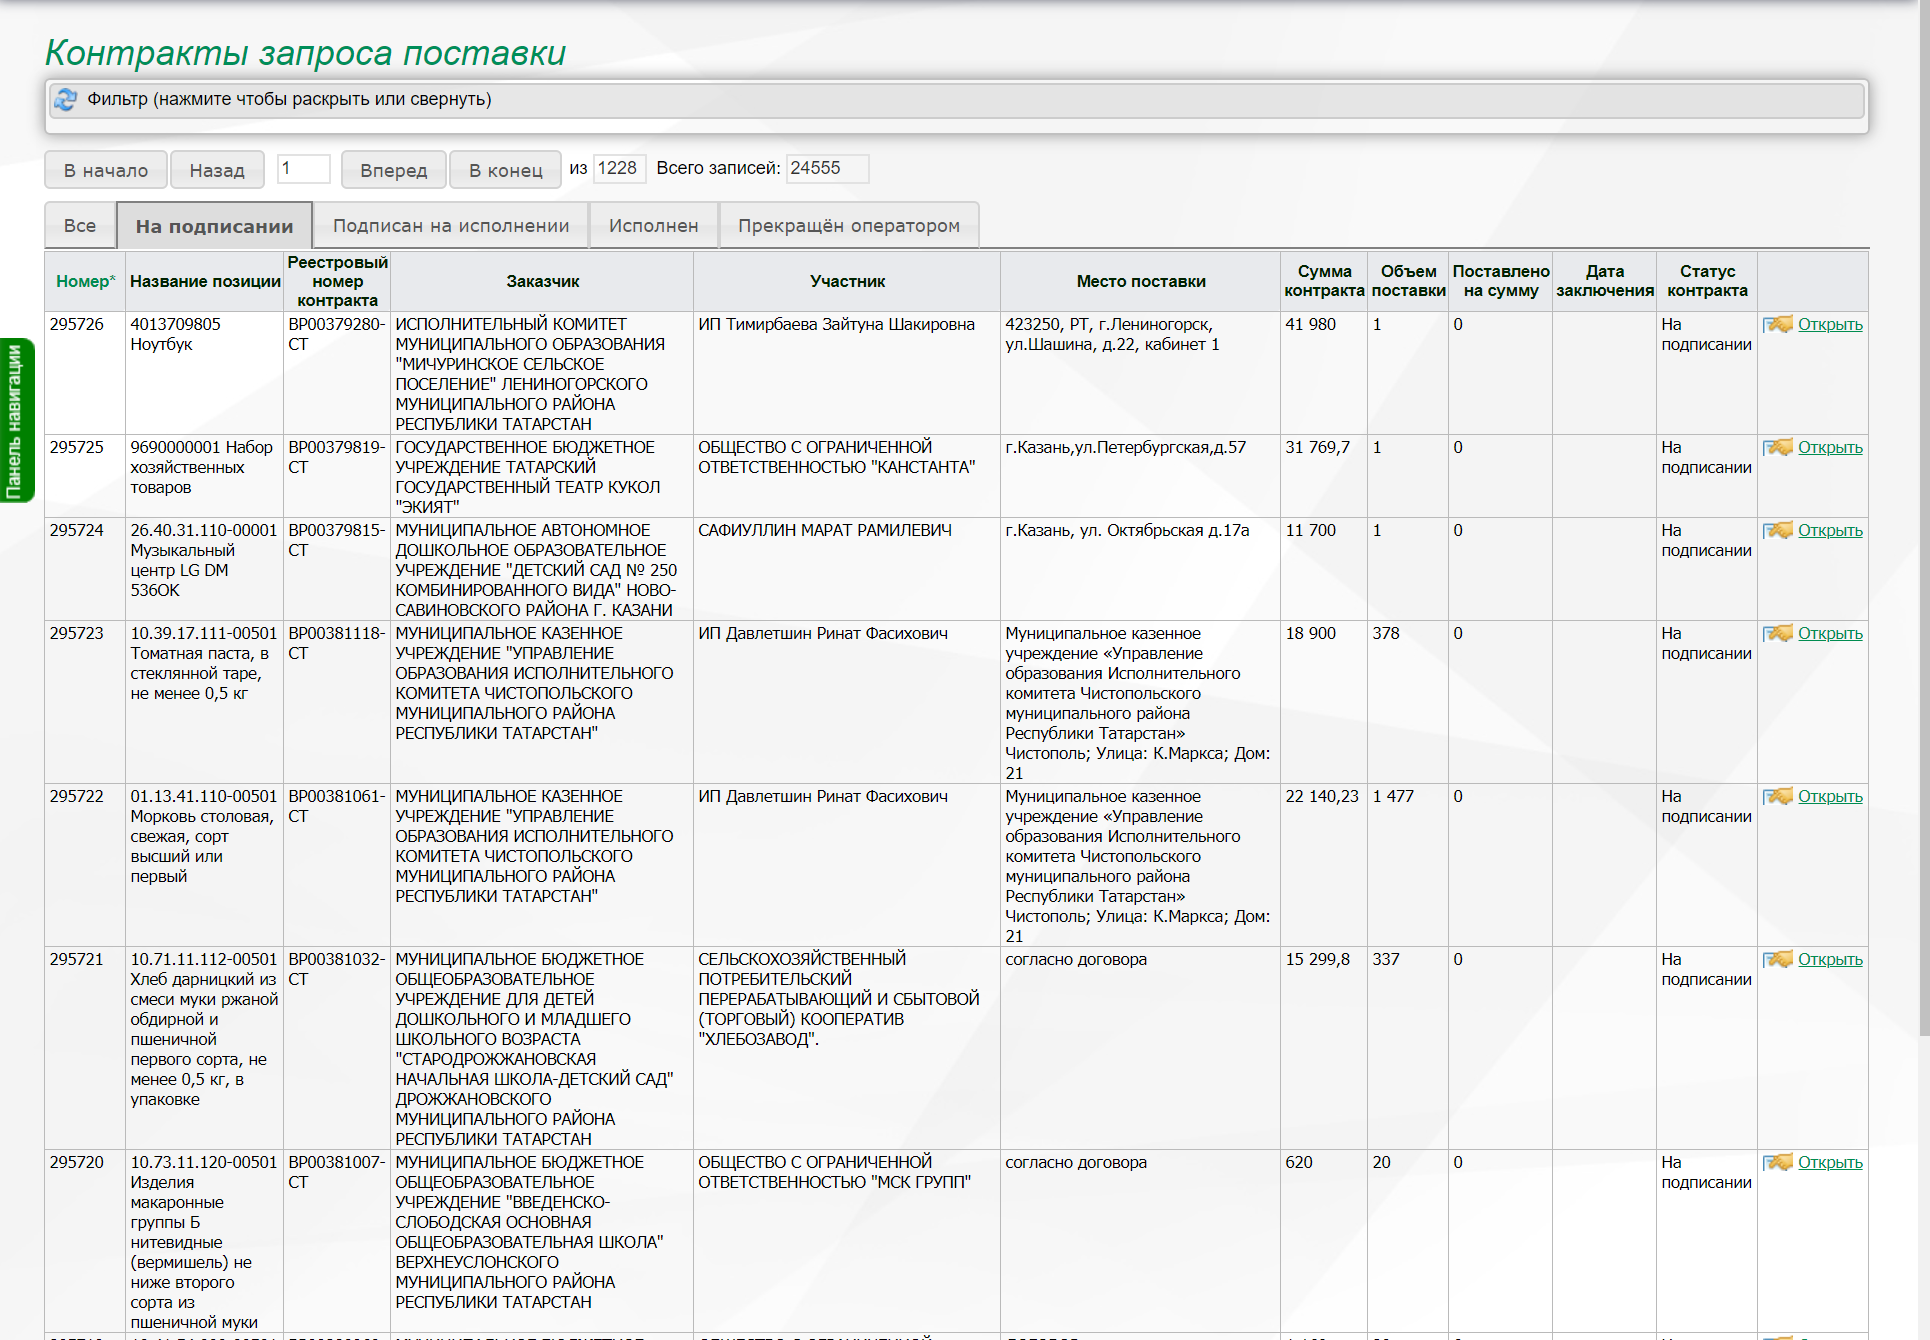 Контракты запроса поставки
Фильтр (нажмите чтобы раскрыть или свернуть)
В начало Назад 1 Вперед В конец из 1228 Всего записей: 24555
Все На подписании Подписан на исполнении Исполнен Прекращён оператором
Панель навигации
Номер* Название позиции Реестровый номер контракта Заказчик Участник Место поставки Сумма контракта Объем поставки Поставлено на сумму Дата заключения Статус контракта
295726 4013709805 BP00379280- ИСПОЛНИТЕЛЬНЫЙ КОМИТЕТ ИП Тимирбаева Зайтуна Шакировна 423250, РТ, г.Лениногорск, 41 980 1 0 На Открыть
Ноутбук СТ МУНИЦИПАЛЬНОГО ОБРАЗОВАНИЯ ул.Шашина, д.22, кабинет 1 подписании
"МИЧУРИНСКОЕ СЕЛЬСКОЕ
ПОСЕЛЕНИЕ" ЛЕНИНОГОРСКОГО
МУНИЦИПАЛЬНОГО РАЙОНА
РЕСПУБЛИКИ ТАТАРСТАН
295725 9690000001 Набор BP00379819- ГОСУДАРСТВЕННОЕ БЮДЖЕТНОЕ ОБЩЕСТВО С ОГРАНИЧЕННОЙ г.Казань,ул.Петербургская,д.57 31 769,7 1 0 На Открыть
хозяйственных СТ УЧРЕЖДЕНИЕ ТАТАРСКИЙ ОТВЕТСТВЕННОСТЬЮ "КАНСТАНТА" подписании
товаров ГОСУДАРСТВЕННЫЙ ТЕАТР КУКОЛ
"ЭКИЯТ"
295724 26.40.31.110-00001 BP00379815- МУНИЦИПАЛЬНОЕ АВТОНОМНОЕ САФИУЛЛИН МАРАТ РАМИЛЕВИЧ г.Казань, ул. Октябрьская д.17а 11 700 1 0 На Открыть
Музыкальный СТ ДОШКОЛЬНОЕ ОБРАЗОВАТЕЛЬНОЕ подписании
центр LG DM УЧРЕЖДЕНИЕ "ДЕТСКИЙ САД № 250
536OK КОМБИНИРОВАННОГО ВИДА" НОВО-
САВИНОВСКОГО РАЙОНА Г. КАЗАНИ
295723 10.39.17.111-00501 BP00381118- МУНИЦИПАЛЬНОЕ КАЗЕННОЕ ИП Давлетшин Ринат Фасихович Муниципальное казенное 18 900 378 0 На Открыть
Томатная паста, в СТ УЧРЕЖДЕНИЕ "УПРАВЛЕНИЕ учреждение «Управление подписании
стеклянной таре, ОБРАЗОВАНИЯ ИСПОЛНИТЕЛЬНОГО образования Исполнительного
не менее 0,5 кг КОМИТЕТА ЧИСТОПОЛЬСКОГО комитета Чистопольского
МУНИЦИПАЛЬНОГО РАЙОНА муниципального района
РЕСПУБЛИКИ ТАТАРСТАН" Республики Татарстан»
Чистополь; Улица: К.Маркса; Дом:
21
295722 01.13.41.110-00501 BP00381061- МУНИЦИПАЛЬНОЕ КАЗЕННОЕ ИП Давлетшин Ринат Фасихович Муниципальное казенное 22 140,23 1 477 0 На Открыть
Морковь столовая, СТ УЧРЕЖДЕНИЕ "УПРАВЛЕНИЕ учреждение «Управление подписании
свежая, сорт ОБРАЗОВАНИЯ ИСПОЛНИТЕЛЬНОГО образования Исполнительного
высший или КОМИТЕТА ЧИСТОПОЛЬСКОГО комитета Чистопольского
первый МУНИЦИПАЛЬНОГО РАЙОНА муниципального района
РЕСПУБЛИКИ ТАТАРСТАН" Республики Татарстан»
Чистополь; Улица: К.Маркса; Дом:
21
295721 10.71.11.112-00501 BP00381032- МУНИЦИПАЛЬНОЕ БЮДЖЕТНОЕ СЕЛЬСКОХОЗЯЙСТВЕННЫЙ согласно договора 15 299,8 337 0 На Открыть
Хлеб дарницкий из СТ ОБЩЕОБРАЗОВАТЕЛЬНОЕ ПОТРЕБИТЕЛЬСКИЙ подписании
смеси муки ржаной УЧРЕЖДЕНИЕ ДЛЯ ДЕТЕЙ ПЕРЕРАБАТЫВАЮЩИЙ И СБЫТОВОЙ
обдирной и ДОШКОЛЬНОГО И МЛАДШЕГО (ТОРГОВЫЙ) КООПЕРАТИВ
пшеничной ШКОЛЬНОГО ВОЗРАСТА "ХЛЕБОЗАВОД".
первого сорта, не "СТАРОДРОЖЖАНОВСКАЯ
менее 0,5 кг, в НАЧАЛЬНАЯ ШКОЛА-ДЕТСКИЙ САД"
упаковке ДРОЖЖАНОВСКОГО
МУНИЦИПАЛЬНОГО РАЙОНА
РЕСПУБЛИКИ ТАТАРСТАН
295720 10.73.11.120-00501 BP00381007- МУНИЦИПАЛЬНОЕ БЮДЖЕТНОЕ ОБЩЕСТВО С ОГРАНИЧЕННОЙ согласно договора 620 20 0 На Открыть
Изделия СТ ОБЩЕОБРАЗОВАТЕЛЬНОЕ ОТВЕТСТВЕННОСТЬЮ "МСК ГРУПП" подписании
макаронные УЧРЕЖДЕНИЕ "ВВЕДЕНСКО-
группы Б СЛОБОДСКАЯ ОСНОВНАЯ
нитевидные ОБЩЕОБРАЗОВАТЕЛЬНАЯ ШКОЛА"
(вермишель) не ВЕРХНЕУСЛОНСКОГО
ниже второго МУНИЦИПАЛЬНОГО РАЙОНА
сорта из РЕСПУБЛИКИ ТАТАРСТАН
пшеничной муки